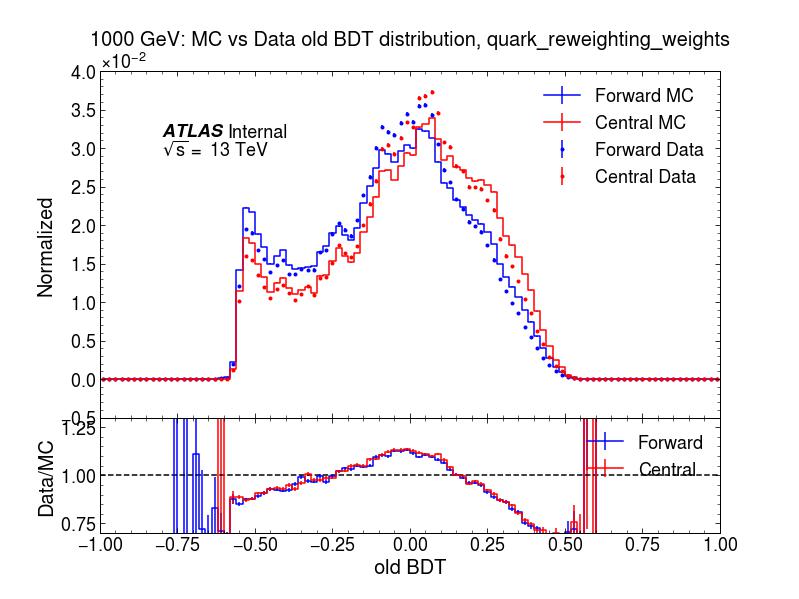 1000 GeV: MC vs Data old BDT distribution, quark_reweighting_weights
×10⁻²
4.0
3.5
3.0
2.5
2.0
1.5
1.0
0.5
0.0
−0.5
Normalized
ATLAS Internal
√s = 13 TeV
Forward MC
Central MC
Forward Data
Central Data
1.25
1.00
0.75
Data/MC
Forward
Central
−1.00 −0.75 −0.50 −0.25 0.00 0.25 0.50 0.75 1.00
old BDT